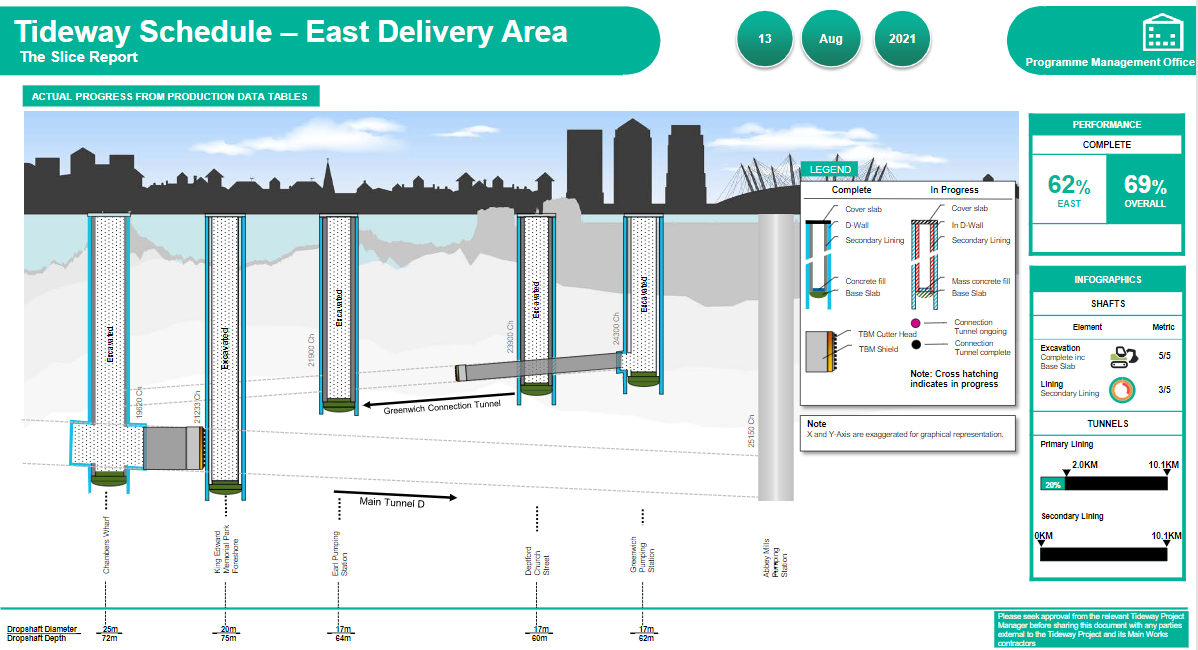 Tideway Schedule – East Delivery Area
The Slice Report
13
Aug
2021
Programme Management Office
ACTUAL PROGRESS FROM PRODUCTION DATA TABLES
PERFORMANCE
COMPLETE
62%
EAST
69%
OVERALL
LEGEND
Complete
In Progress
Cover slab
D-Wall
Secondary Lining
Concrete fill
Base Slab
Cover slab
In D-Wall
Secondary Lining
Mass concrete fill
Base Slab
TBM Cutter Head
TBM Shield
Connection
Tunnel ongoing
Connection
Tunnel complete
Note: Cross hatching
indicates in progress
Note
X and Y-Axis are exaggerated for graphical representation.
INFOGRAPHICS
SHAFTS
Element
Metric
Excavation
Complete inc
Base Slab
5/5
Lining
Secondary Lining
3/5
TUNNELS
Primary Lining
2.0KM
10.1KM
20%
Secondary Lining
0KM
10.1KM
Excavated
Excavated
Excavated
Excavated
Excavated
21233 Ch
21900 Ch
23900 Ch
24300 Ch
25150 Ch
Greenwich Connection Tunnel
Main Tunnel D
Chambers Wharf
King Edward
Memorial Park
Foreshore
Earl Pumping
Station
Deptford
Church
Street
Greenwich
Pumping
Station
Abbey Mills
Pumping
Station
Dropshaft Diameter
25m
20m
17m
17m
17m
Dropshaft Depth
72m
75m
64m
60m
62m
Please seek approval from the relevant Tideway Project
Manager before sharing this document with any parties
external to the Tideway Project and its Main Works
contractors